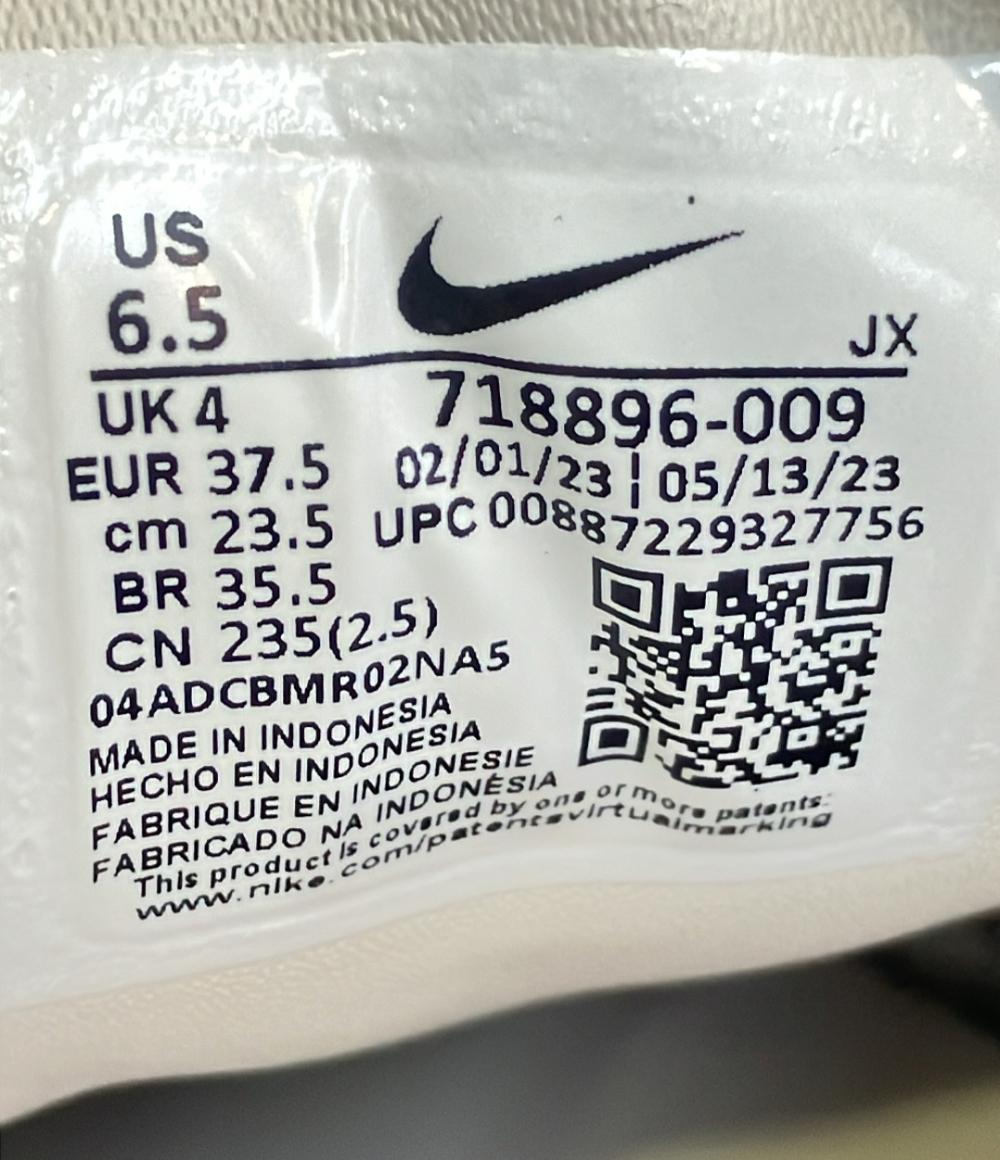 US
6.5
JX
UK 4
718896-009
EUR 37.5
02/01/23 | 05/13/23
cm 23.5
UPC 00887229327756
BR 35.5
CN 235(2.5)
04ADCBMR02NA5
MADE IN INDONESIA
HECHO EN INDONESIA
FABRIQUE EN INDONESIE
FABRICADO NA INDONÉSIA
This product is covered by one or more patents:
www.nike.com/patentsvirtualmarking